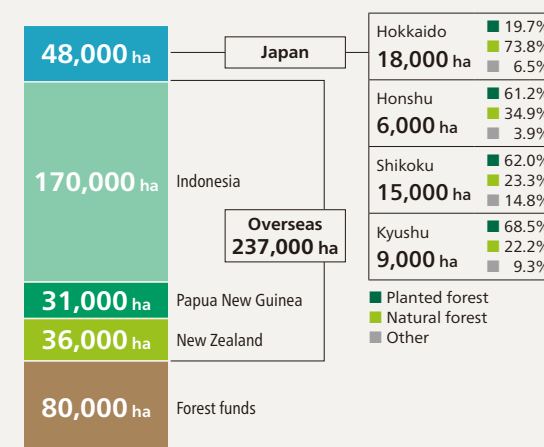 48,000 ha
Japan
170,000 ha
Indonesia
Overseas
237,000 ha
31,000 ha
Papua New Guinea
36,000 ha
New Zealand
80,000 ha
Forest funds
Hokkaido
18,000 ha
19.7%
73.8%
6.5%
Honshu
6,000 ha
61.2%
34.9%
3.9%
Shikoku
15,000 ha
62.0%
23.3%
14.8%
Kyushu
9,000 ha
68.5%
22.2%
9.3%
Planted forest
Natural forest
Other